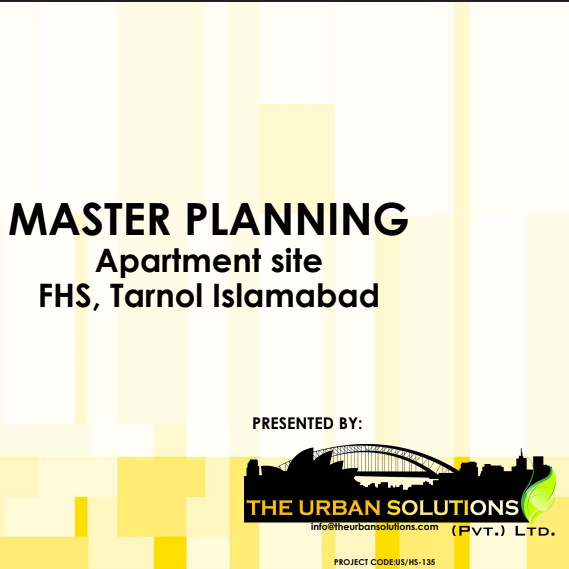 MASTER PLANNING
Apartment site
FHS, Tarnol Islamabad
PRESENTED BY:
THE URBAN SOLUTIONS
info@theurbansolutions.com
(PVT.) LTD.
PROJECT CODE:US/HS-135